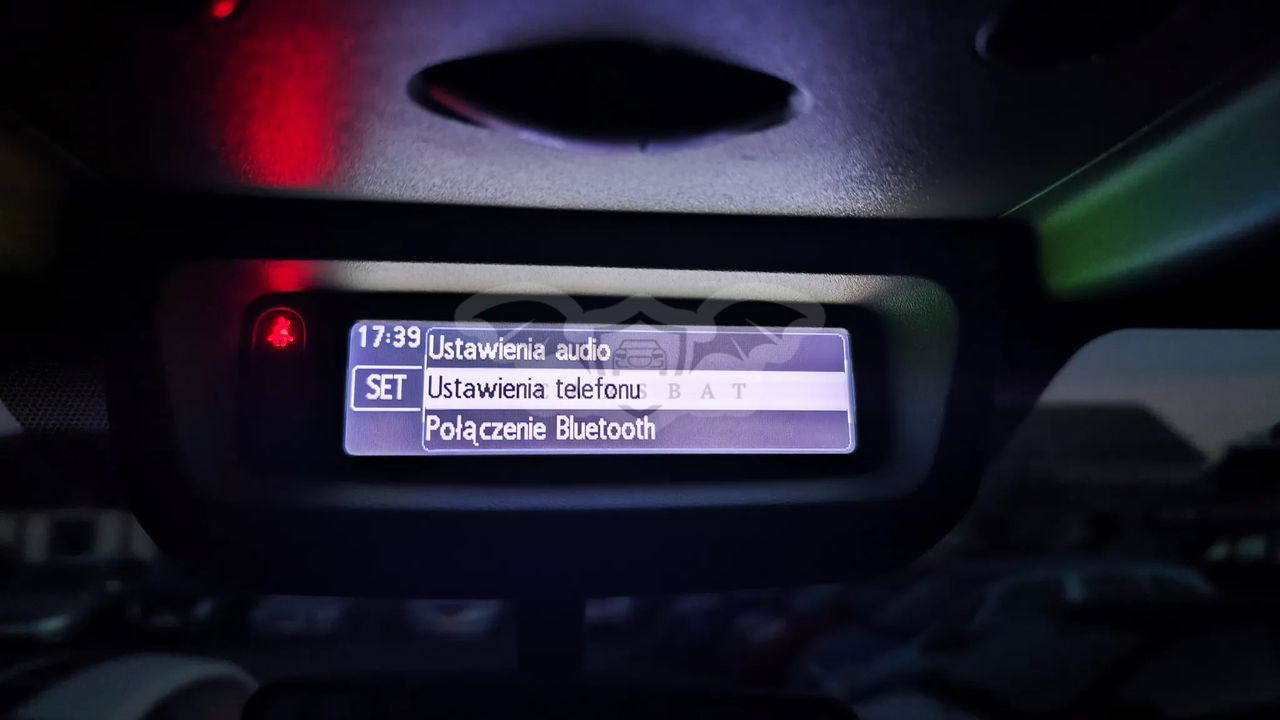 17:39
SET
Ustawienia audio
Ustawienia telefonu
Połączenie Bluetooth